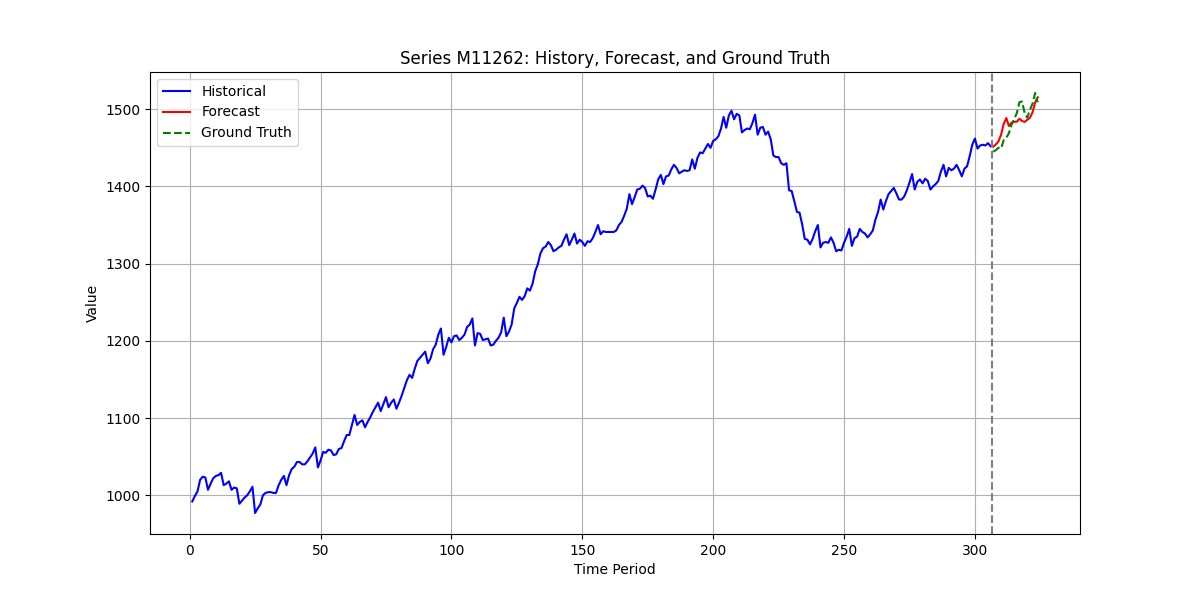 Series M11262: History, Forecast, and Ground Truth
Historical
Forecast
Ground Truth
1500
1400
1300
1200
1100
1000
Value
0 50 100 150 200 250 300
Time Period